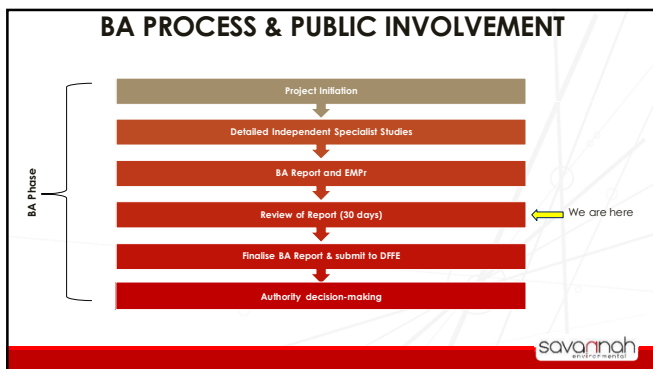 BA PROCESS & PUBLIC INVOLVEMENT
Project Initiation
Detailed Independent Specialist Studies
BA Report and EMPr
BA Phase
Review of Report (30 days)
We are here
Finalise BA Report & submit to DFFE
Authority decision-making
savannah
environmental